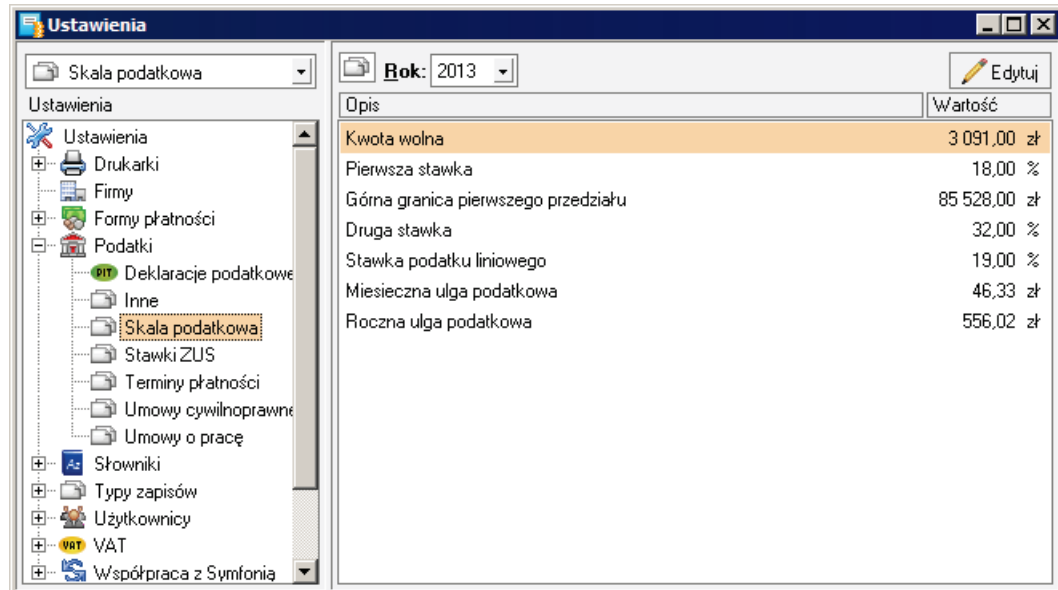 Ustawienia
Skala podatkowa
Ustawienia
Ustawienia
Drukarki
Firmy
Formy płatności
Podatki
PIT Deklaracje podatkowe
Inne
Skala podatkowa
Stawki ZUS
Terminy płatności
Umowy cywilnoprawne
Umowy o pracę
Az Słowniki
Typy zapisów
Użytkownicy
VAT VAT
Współpraca z Symfonią
Rok: 2013
Edytuj
Opis Wartość
Kwota wolna 3 091,00 zł
Pierwsza stawka 18,00 %
Górna granica pierwszego przedziału 85 528,00 zł
Druga stawka 32,00 %
Stawka podatku liniowego 19,00 %
Miesieczna ulga podatkowa 46,33 zł
Roczna ulga podatkowa 556,02 zł